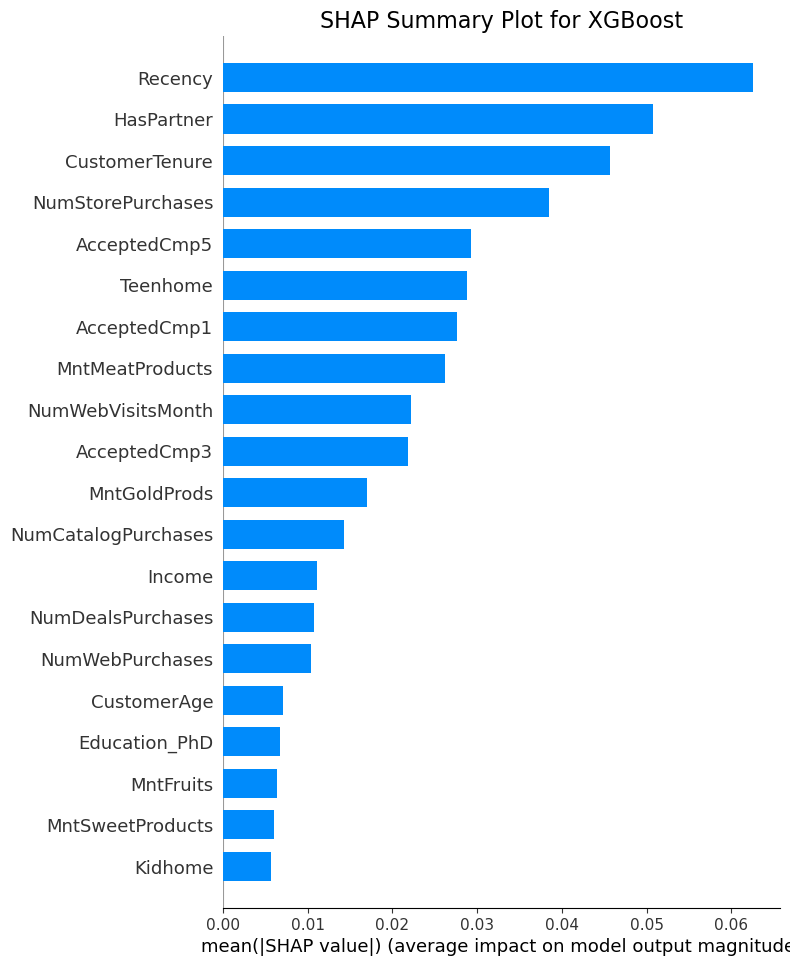 SHAP Summary Plot for XGBoost
Recency
HasPartner
CustomerTenure
NumStorePurchases
AcceptedCmp5
Teenhome
AcceptedCmp1
MntMeatProducts
NumWebVisitsMonth
AcceptedCmp3
MntGoldProds
NumCatalogPurchases
Income
NumDealsPurchases
NumWebPurchases
CustomerAge
Education_PhD
MntFruits
MntSweetProducts
Kidhome
0.00 0.01 0.02 0.03 0.04 0.05 0.06
mean(|SHAP value|) (average impact on model output magnitude